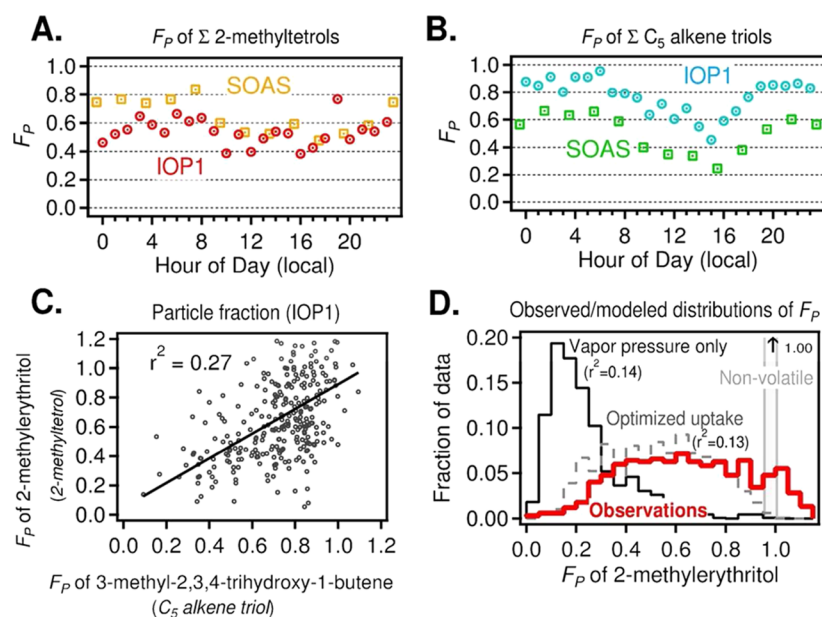 A.
F_P of Σ 2-methyltetrols
1.0
0.8
0.6
0.4
0.2
0.0
F_P
SOAS
IOP1
0 4 8 12 16 20
Hour of Day (local)
B.
F_P of Σ C₅ alkene triols
1.0
0.8
0.6
0.4
0.2
0.0
F_P
IOP1
SOAS
0 4 8 12 16 20
Hour of Day (local)
C.
Particle fraction (IOP1)
1.2
1.0
0.8
0.6
0.4
0.2
0.0
F_P of 2-methylerythritol
(2-methyltetrol)
r² = 0.27
0.0 0.2 0.4 0.6 0.8 1.0 1.2
F_P of 3-methyl-2,3,4-trihydroxy-1-butene
(C₅ alkene triol)
D.
Observed/modeled distributions of F_P
0.20
0.15
0.10
0.05
0.00
Fraction of data
Vapor pressure only
(r²=0.14)
1.00
Non-volatile
Optimized uptake
(r²=0.13)
Observations
0.0 0.2 0.4 0.6 0.8 1.0
F_P of 2-methylerythritol